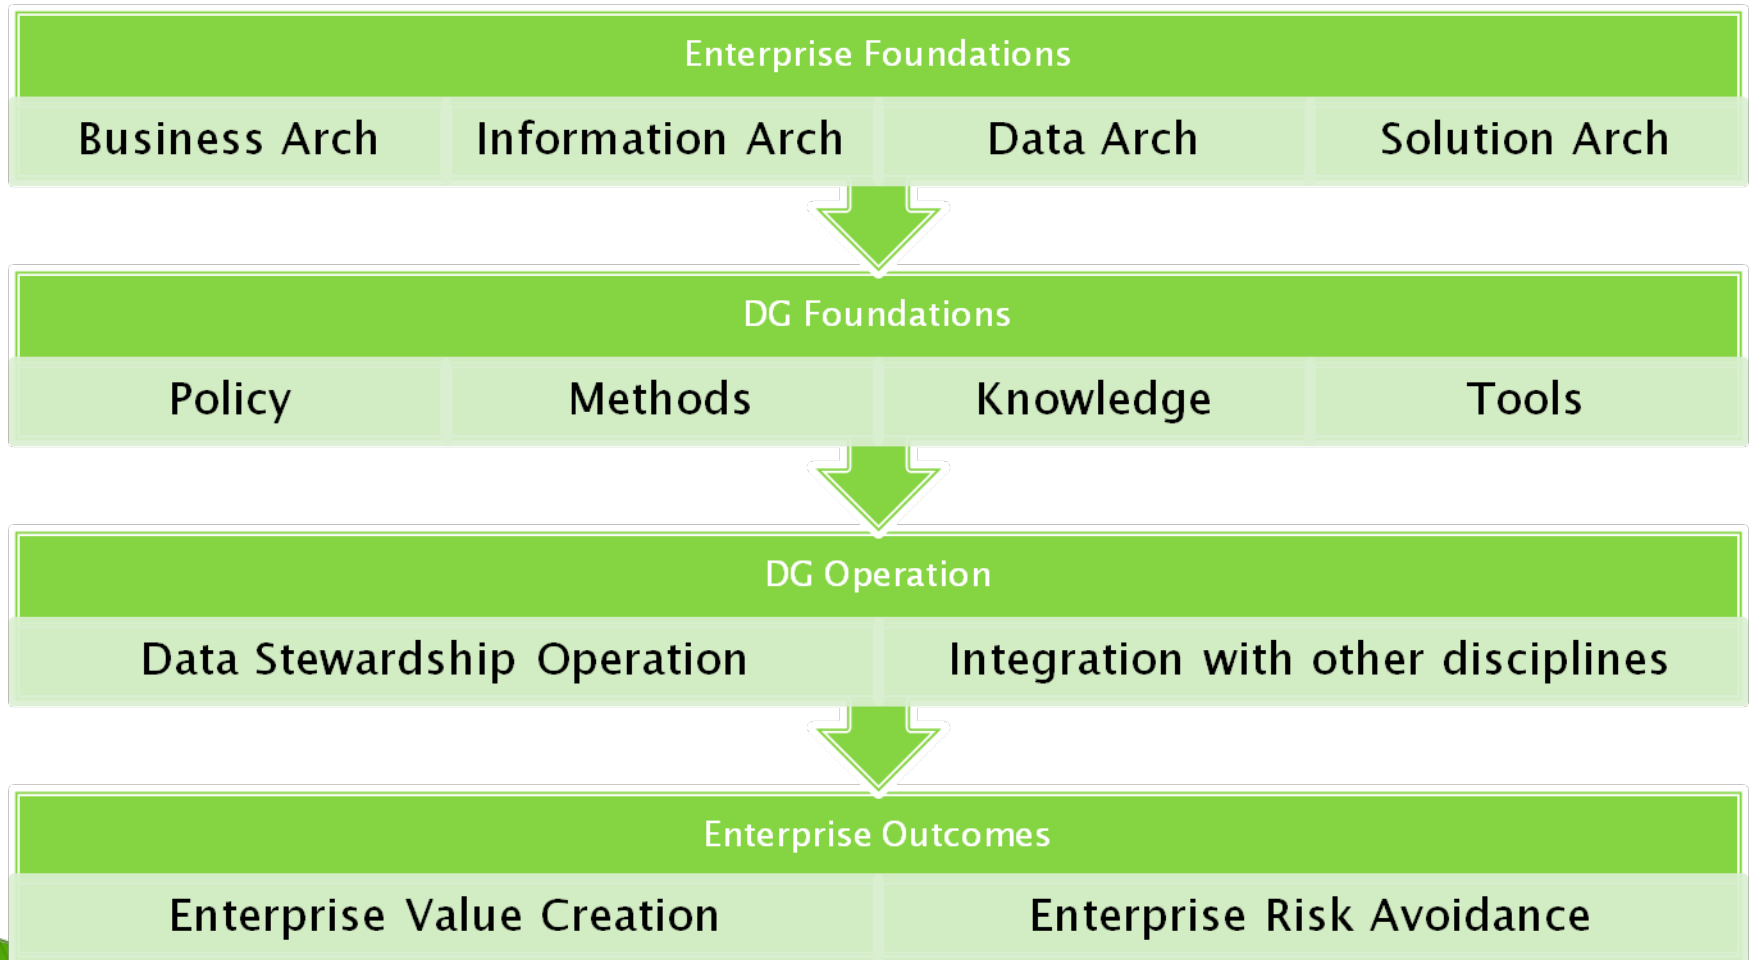 Enterprise Foundations
Business Arch Information Arch Data Arch Solution Arch
DG Foundations
Policy Methods Knowledge Tools
DG Operation
Data Stewardship Operation Integration with other disciplines
Enterprise Outcomes
Enterprise Value Creation Enterprise Risk Avoidance